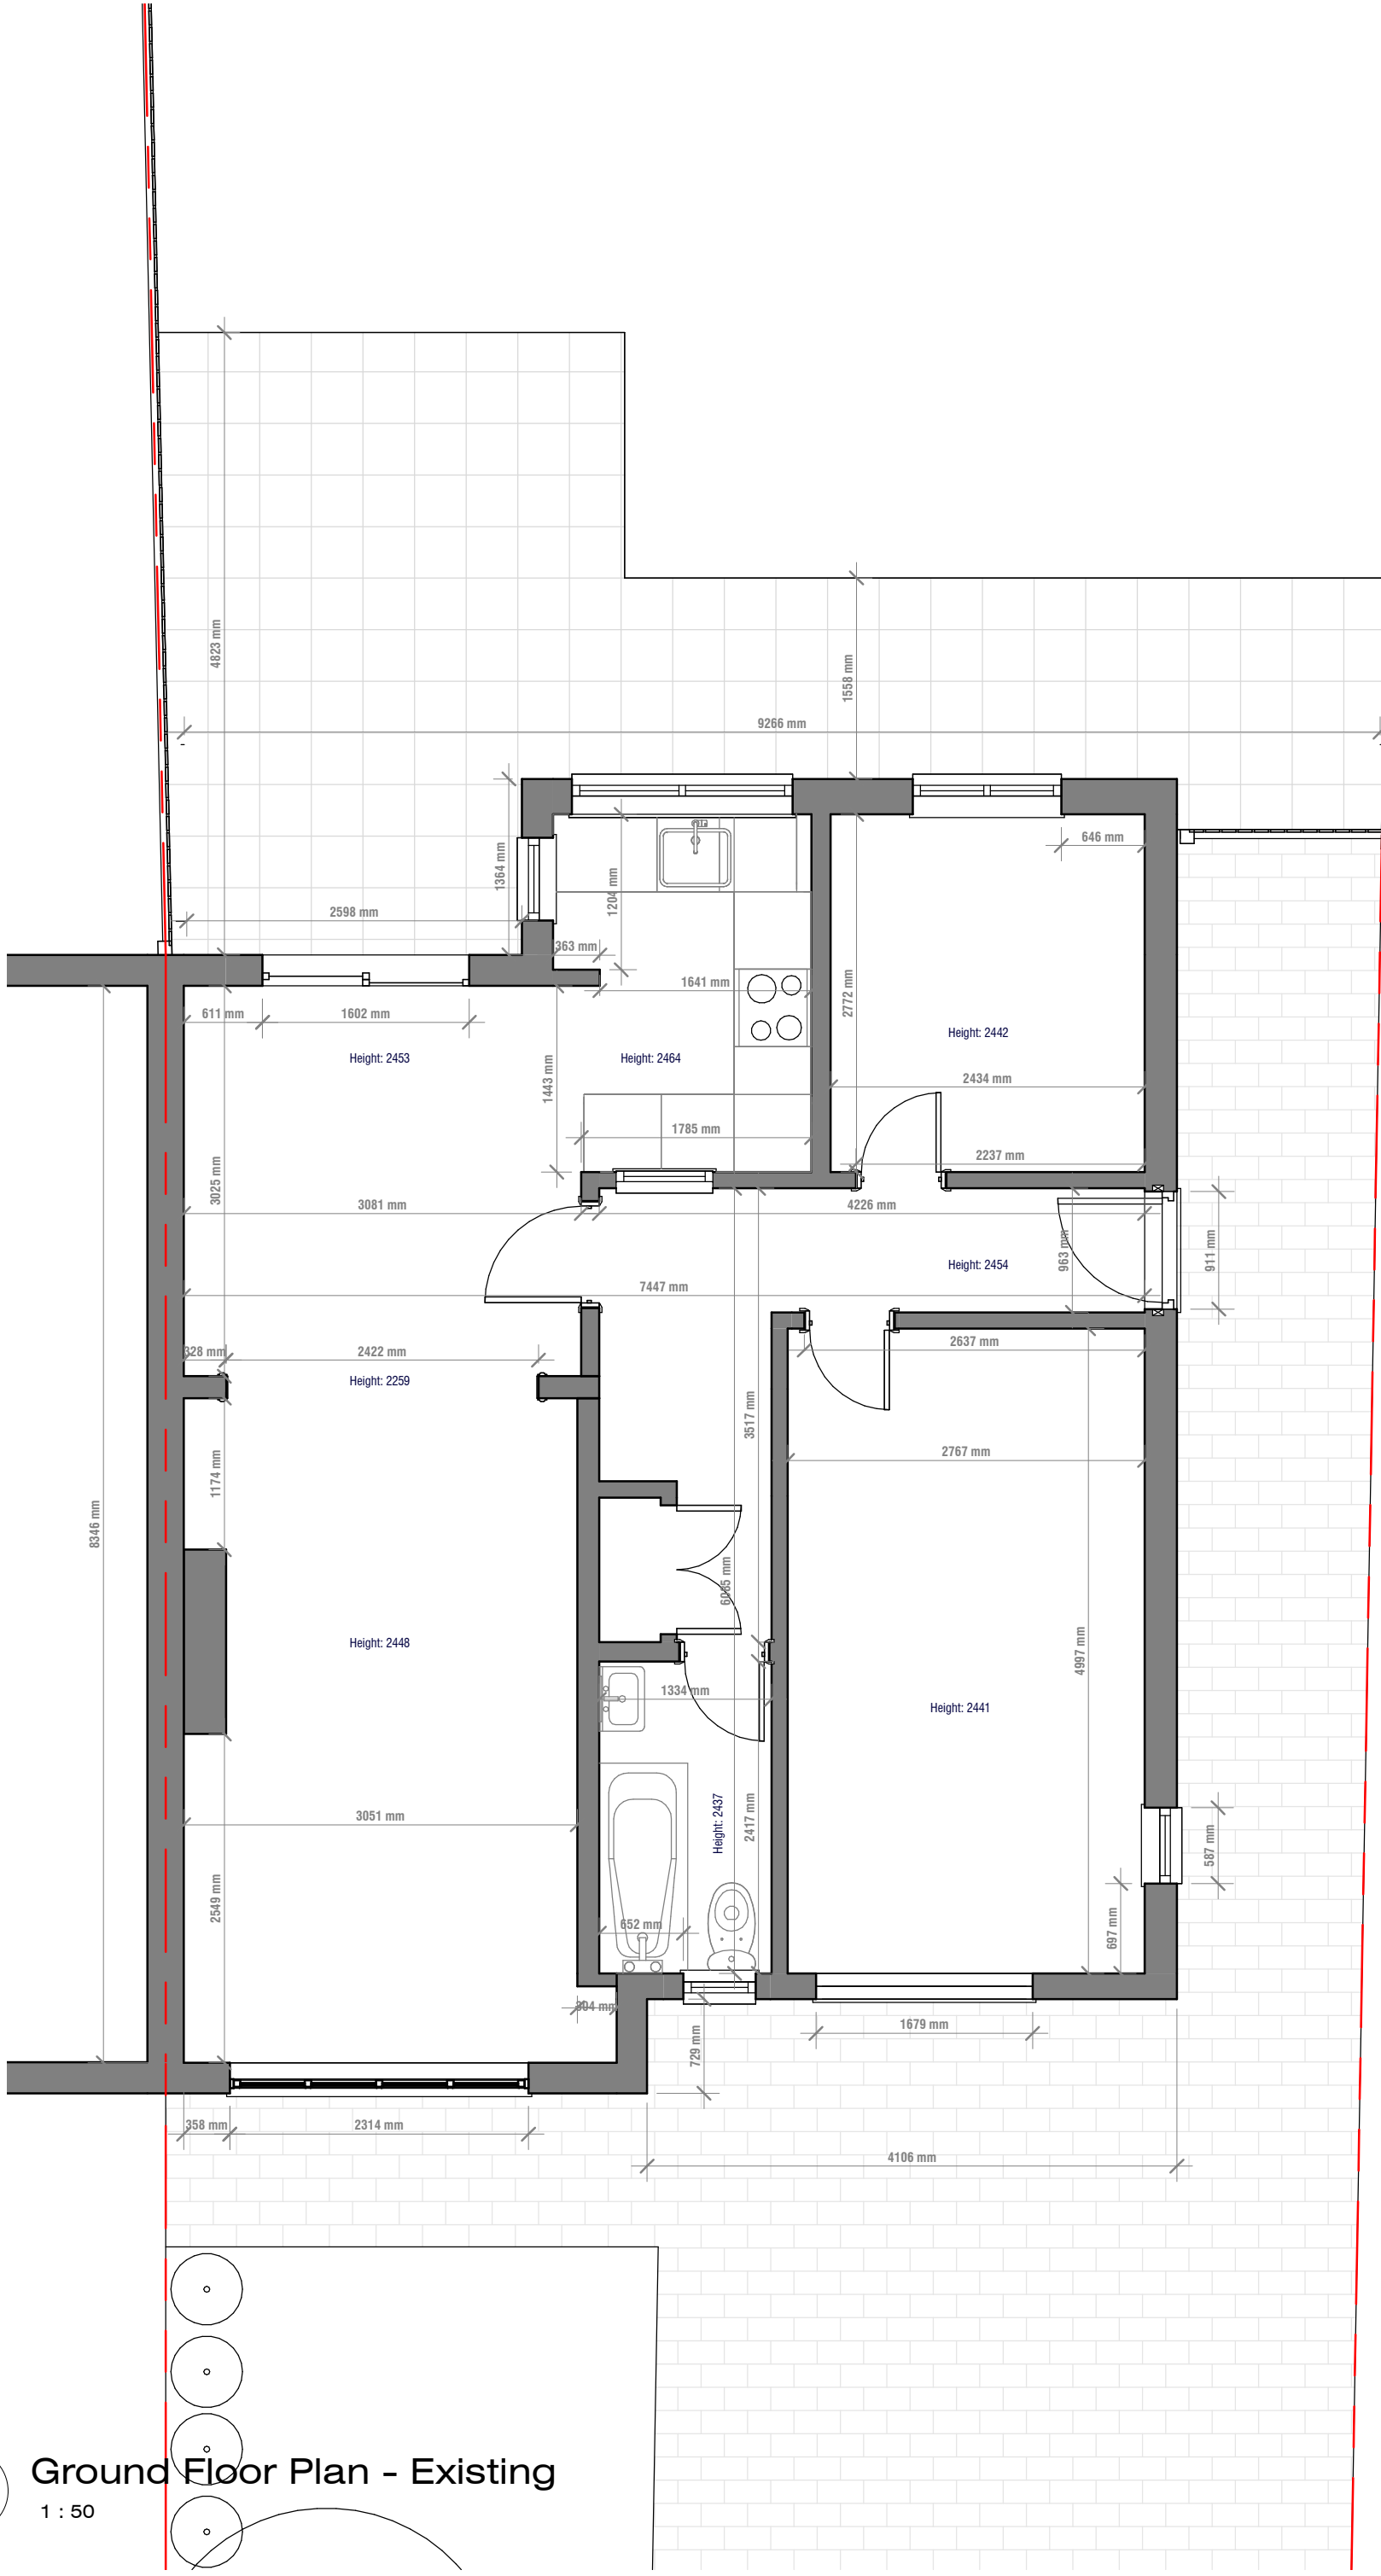 4823 mm
1558 mm
9266 mm
646 mm
1364 mm
1204 mm
2598 mm
363 mm
1641 mm
2772 mm
611 mm
1602 mm
Height: 2442
Height: 2453
Height: 2464
1443 mm
2434 mm
1785 mm
2237 mm
3025 mm
3081 mm
4226 mm
963 mm
911 mm
Height: 2454
7447 mm
328 mm
2422 mm
2637 mm
Height: 2259
3517 mm
2767 mm
1174 mm
8346 mm
Height: 2448
4997 mm
1334 mm
Height: 2441
3051 mm
Height: 2437
2417 mm
587 mm
2549 mm
652 mm
697 mm
304 mm
1679 mm
729 mm
358 mm
2314 mm
4106 mm
Ground Floor Plan - Existing
1 : 50